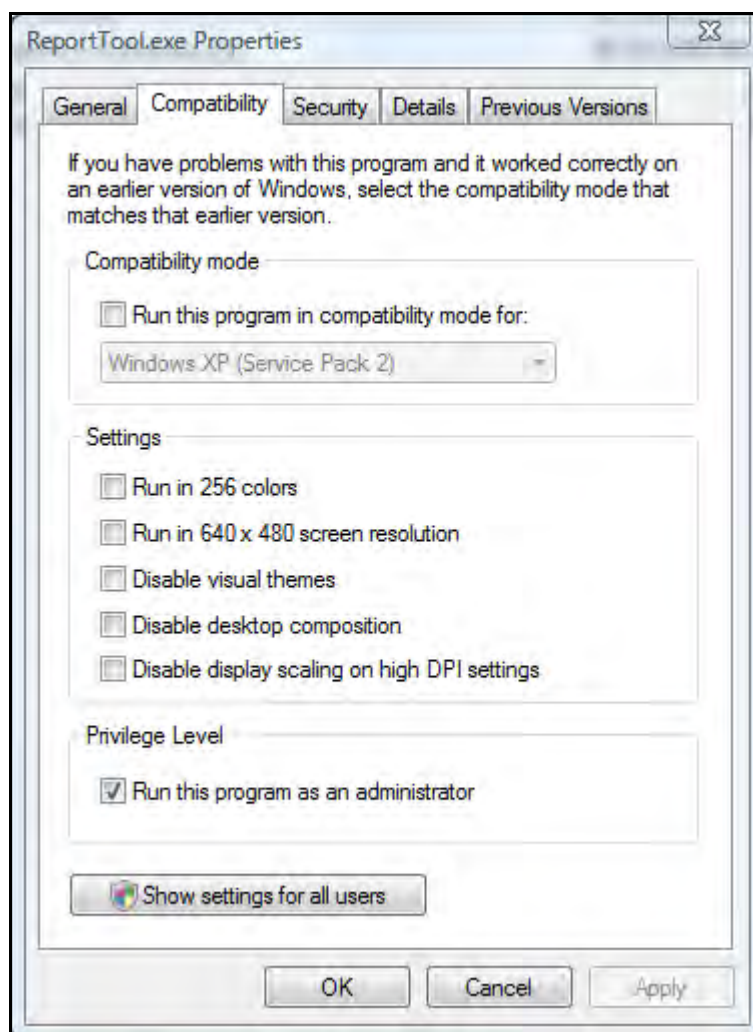 ReportTool.exe Properties
General Compatibility Security Details Previous Versions
If you have problems with this program and it worked correctly on
an earlier version of Windows, select the compatibility mode that
matches that earlier version.
Compatibility mode
Run this program in compatibility mode for:
Windows XP (Service Pack 2)
Settings
Run in 256 colors
Run in 640 x 480 screen resolution
Disable visual themes
Disable desktop composition
Disable display scaling on high DPI settings
Privilege Level
Run this program as an administrator
Show settings for all users
OK Cancel Apply